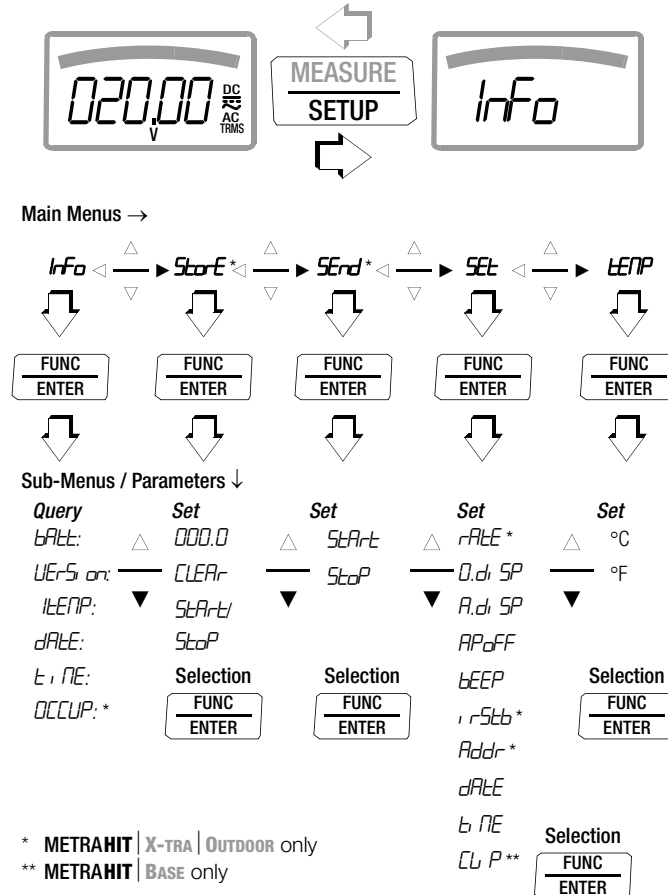 MEASURE
SETUP
020.00 V DC AC TRMS
InFo
Main Menus →
InFo StorE * SEnd * SEt tEMP
FUNC FUNC FUNC FUNC FUNC
ENTER ENTER ENTER ENTER ENTER
Sub-Menus / Parameters ↓
Query
bAtt:
VErSion:
ItEMP:
dAtE:
tiME:
OCCUP: *
Set
000.0
CLEAr
StArt/
StoP
Selection
FUNC
ENTER
Set
StArt
StoP
Selection
FUNC
ENTER
Set
rAtE *
0.diSP
A.diSP
APoFF
bEEP
irStb *
Addr *
dAtE
tiME
CLiP **
Set
°C
°F
Selection
FUNC
ENTER
Selection
FUNC
ENTER
* METRAHIT | X-TRA | OUTDOOR only
** METRAHIT | BASE only